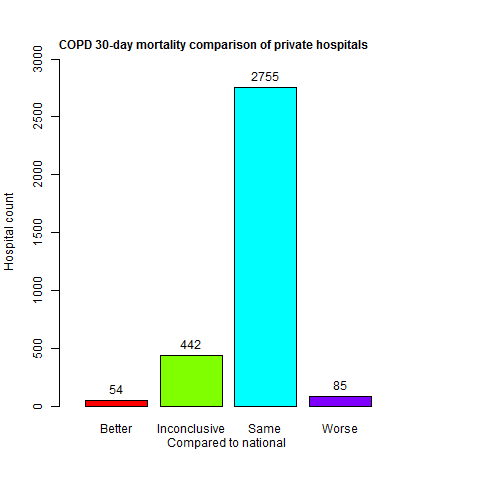 COPD 30-day mortality comparison of private hospitals
Hospital count
3000
2500
2000
1500
1000
500
0
54
442
2755
85
Better Inconclusive Same Worse
Compared to national